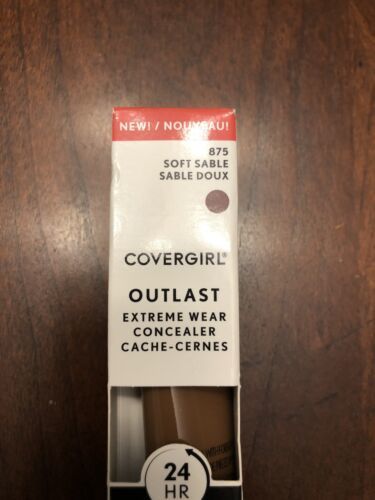 NEW! / NOUVEAU!
875
SOFT SABLE
SABLE DOUX
COVERGIRL®
OUTLAST
EXTREME WEAR
CONCEALER
CACHE-CERNES
24
HR